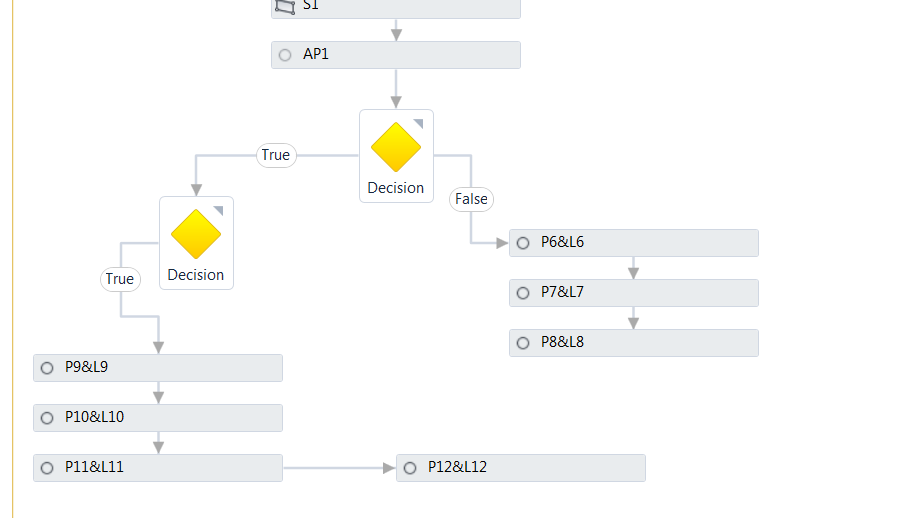 S1
AP1
True
Decision
False
Decision
True
P6&L6
P7&L7
P8&L8
P9&L9
P10&L10
P11&L11
P12&L12